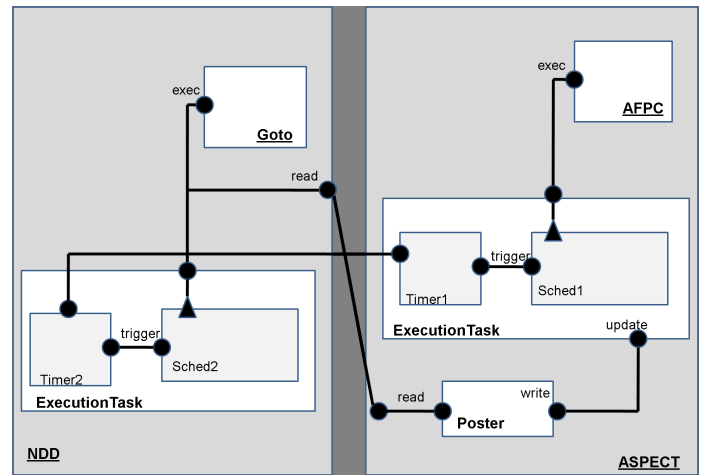 exec
Goto
exec
AFPC
read
Timer1
trigger
Sched1
ExecutionTask
update
Timer2
trigger
Sched2
ExecutionTask
read
write
Poster
NDD
ASPECT